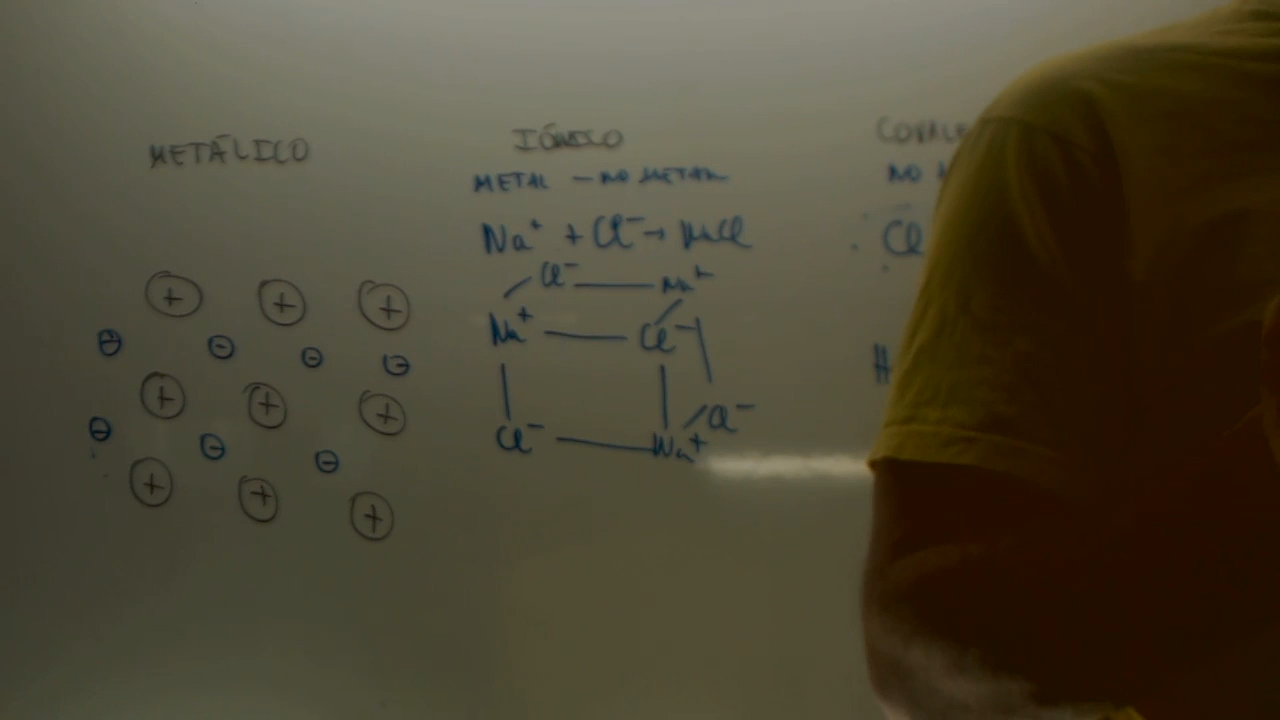 METÁLICO
IÓNICO
METAL - NO METAL
Na⁺ + Cl⁻ → NaCl
Cl⁻ Na⁺
Na⁺ Cl⁻
Cl⁻
Cl⁻ Na⁺
+ + +
- - - -
+ + +
- - -
+ + +
COVALE
NO
Cl
H